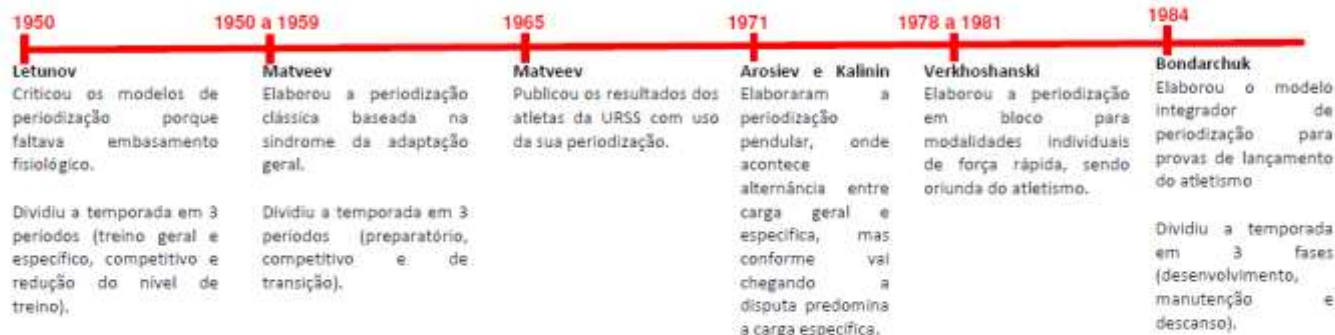 1950
1950 a 1959
1965
1971
1978 a 1981
1984
Letunov
Criticou os modelos de
periodização porque
faltava embasamento
fisiológico.
Dividiu a temporada em 3
períodos (treino geral e
específico, competitivo e
redução do nível de
treino).
Matveev
Elaborou a periodização
clássica baseada na
síndrome da adaptação
geral.
Dividiu a temporada em 3
períodos (preparatório,
competitivo e de
transição).
Matveev
Publicou os resultados dos
atletas da URSS com uso
da sua periodização.
Arosiev e Kalinin
Elaboraram a
periodização
pendular, onde
acontece
alternância entre
carga geral e
específica, mas
conforme vai
chegando a
disputa predomina
a carga específica.
Verkhoshanski
Elaborou a periodização
em bloco para
modalidades individuais
de força rápida, sendo
oriunda do atletismo.
Bondarchuk
Elaborou o modelo
integrador de
periodização para
provas de lançamento
do atletismo
Dividiu a temporada
em 3 fases
(desenvolvimento,
manutenção e
descanso).